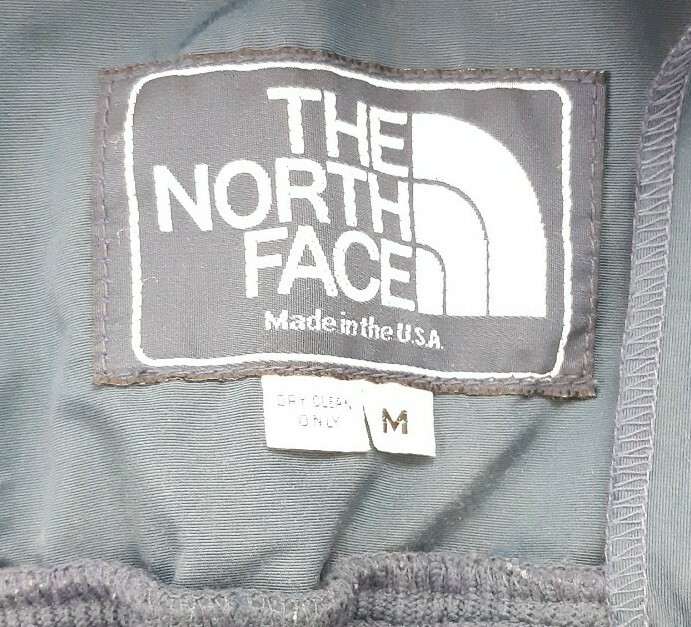 THE
NORTH
FACE
Made in the U.S.A.
DRY CLEAN
ONLY
M